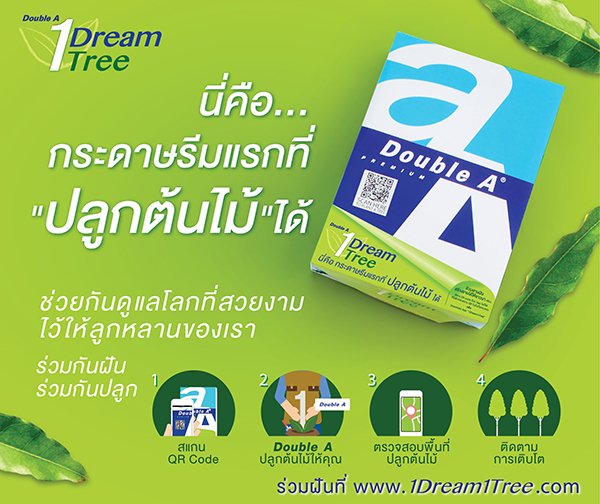 Double A
1Dream
1Tree
นี่คือ...
กระดาษรีมแรกที่
"ปลูกต้นไม้"ได้
Double A®
PREMIUM
SCAN HERE
Double A
1Dream
1Tree
นี่คือ กระดาษรีมแรกที่ ปลูกต้นไม้ ได้
ช่วยกันดูแลโลกที่สวยงาม
ไว้ให้ลูกหลานของเรา
ร่วมกันฝัน
ร่วมกันปลูก
1
สแกน
QR Code
2
1
Double A
Double A
ปลูกต้นไม้ให้คุณ
3
ตรวจสอบพื้นที่
ปลูกต้นไม้
4
ติดตาม
การเติบโต
ร่วมฝันที่ www.1Dream1Tree.com